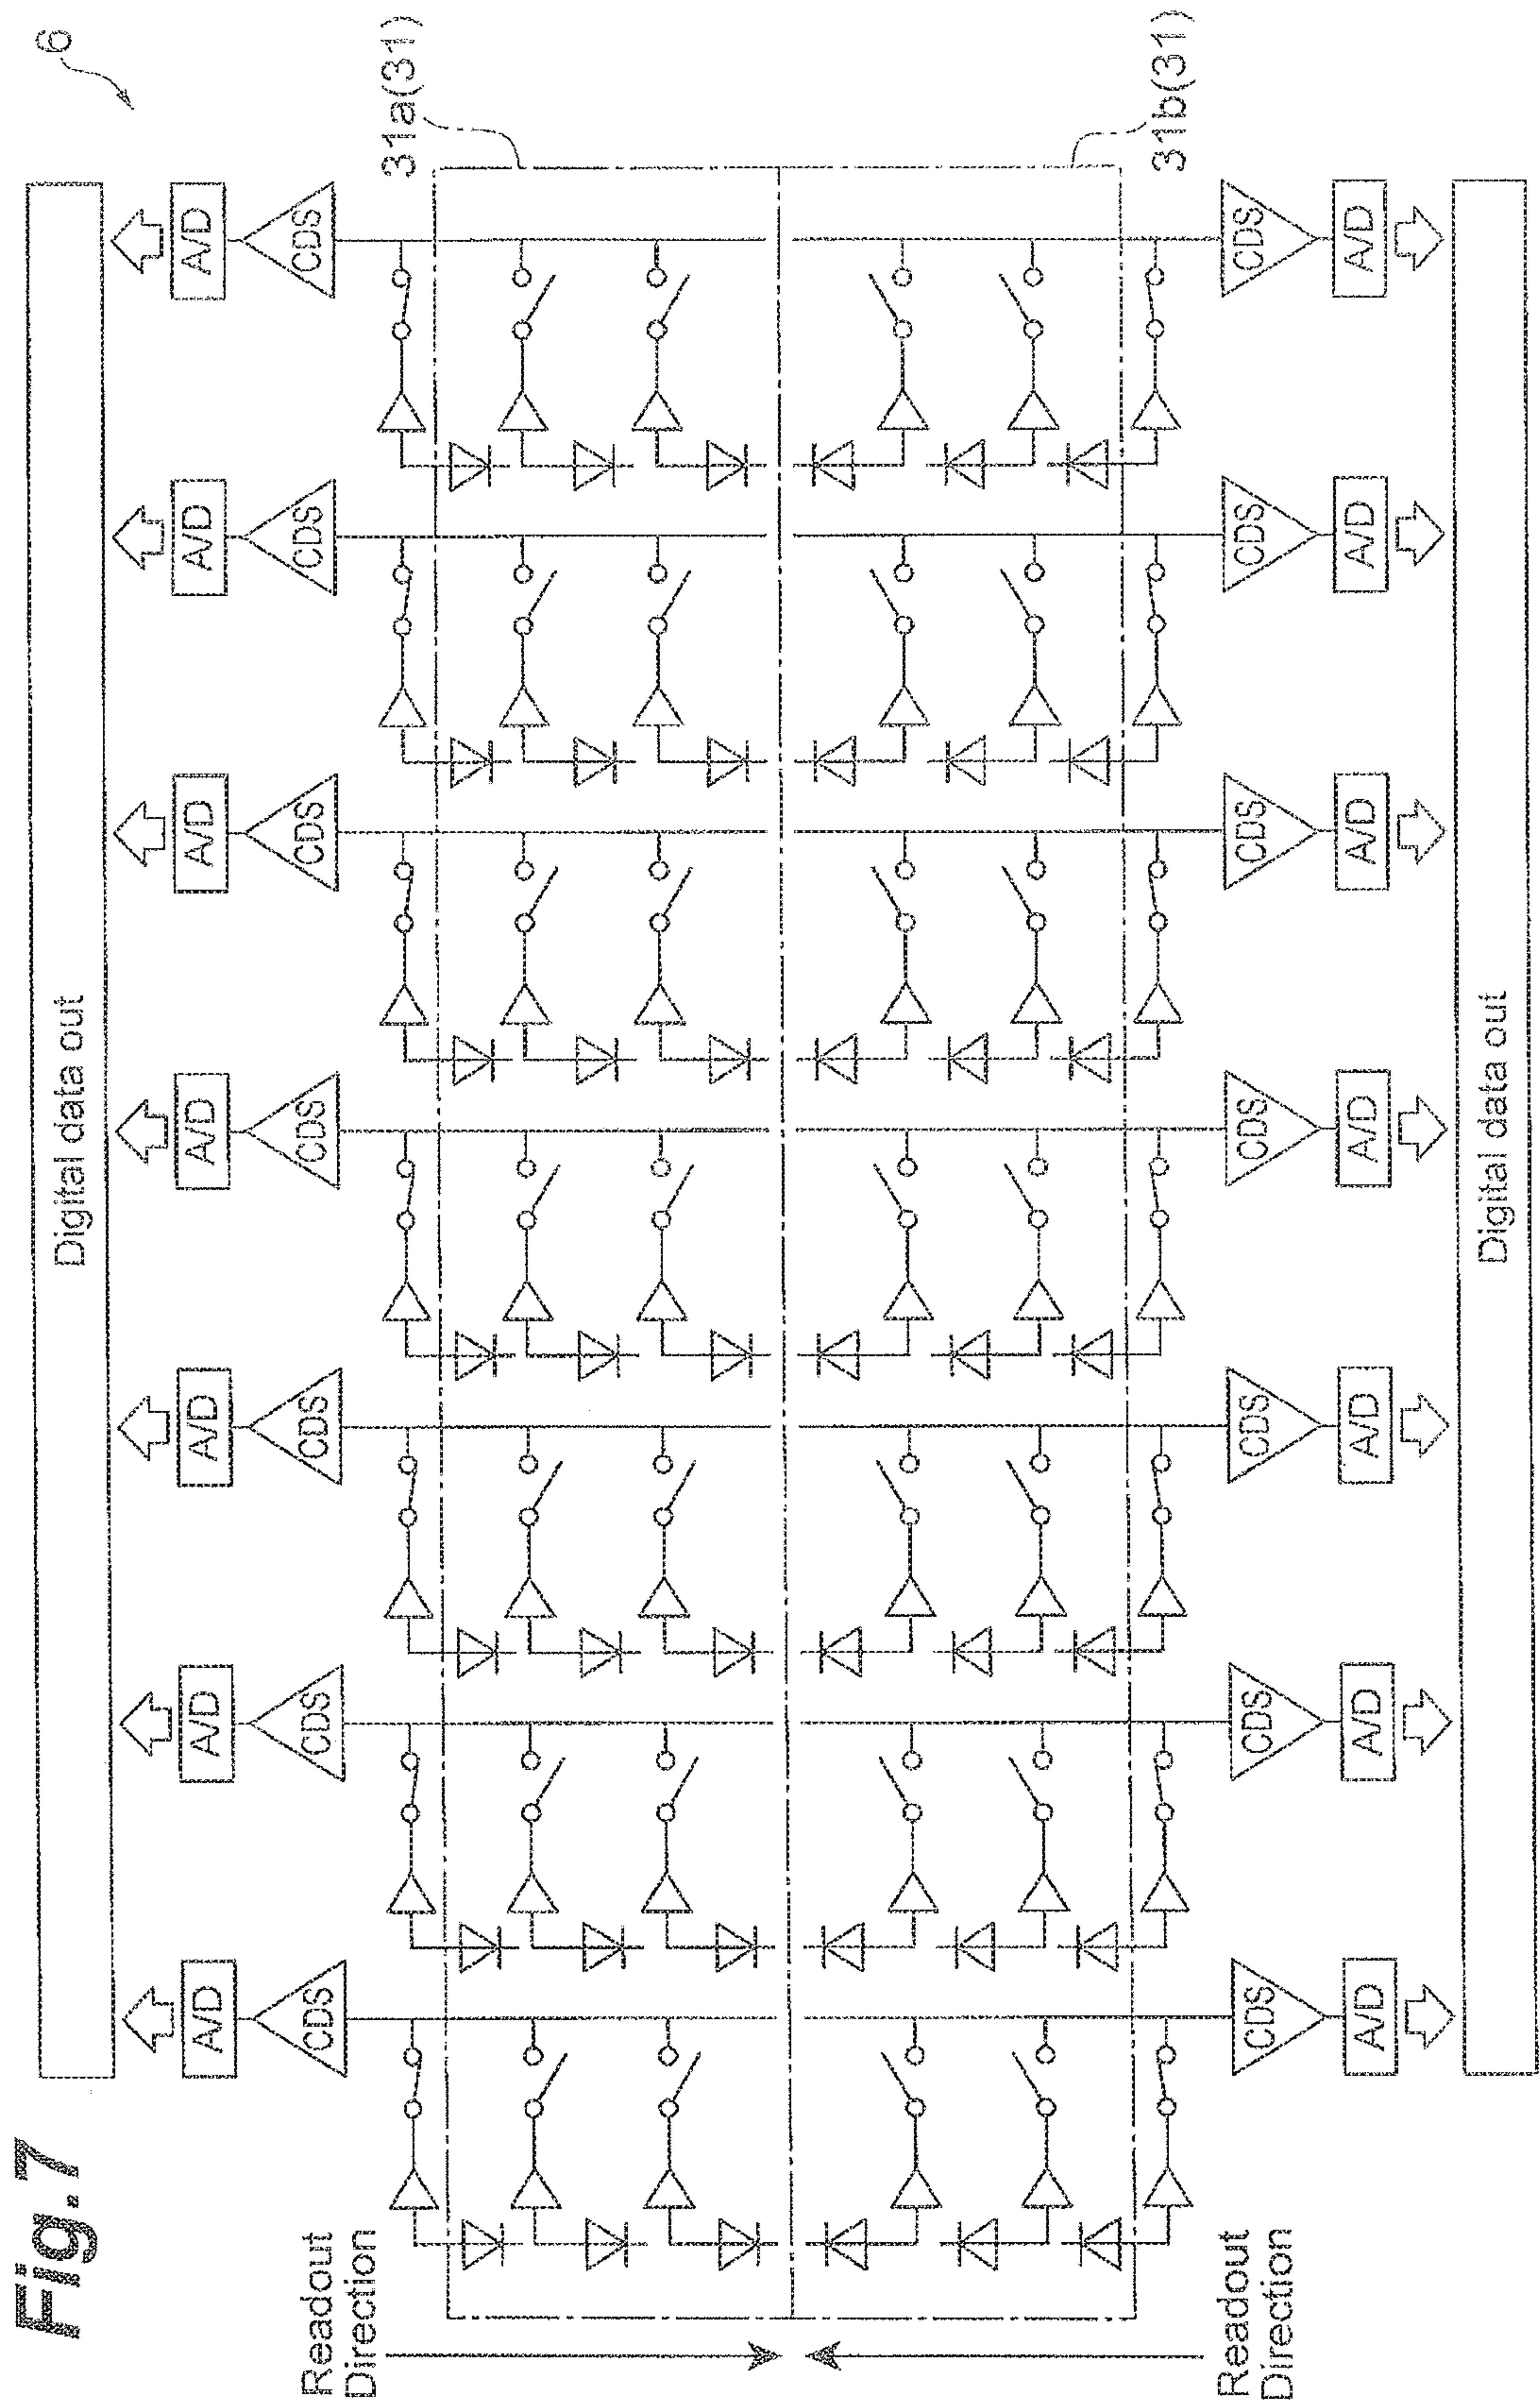 Fig.7
6
Digital data out
A/D A/D A/D A/D A/D A/D A/D
CDS CDS CDS CDS CDS CDS CDS
Readout
Direction
31a(31)
31b(31)
Readout
Direction
CDS CDS CDS CDS CDS CDS CDS
A/D A/D A/D A/D A/D A/D A/D
Digital data out